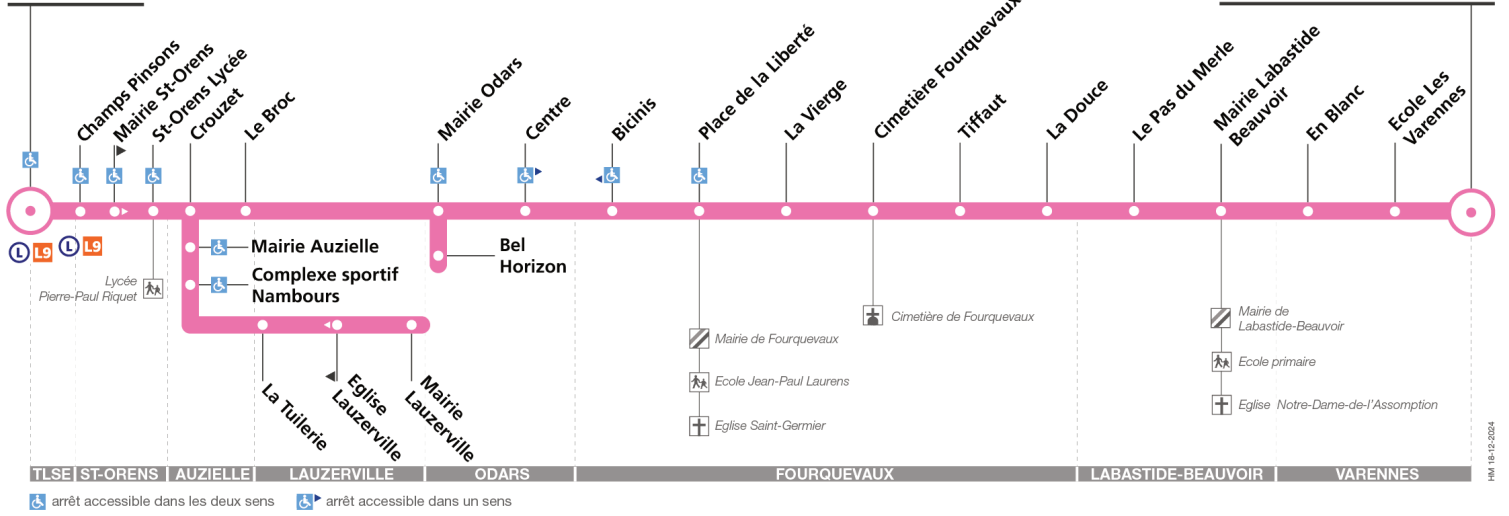 Champs Pinsons
Mairie St-Orens
St-Orens Lycée
Crouzet
Le Broc
Mairie Odars
Centre
Bicinis
Place de la Liberté
La Vierge
Cimetière Fourquevaux
Tiffaut
La Douce
Le Pas du Merle
Mairie Labastide
Beauvoir
En Blanc
Ecole Les
Varennes
L L9
L L9
Mairie Auzielle
Complexe sportif
Nambours
Bel
Horizon
Lycée
Pierre-Paul Riquet
La Tuilerie
Eglise
Lauzerville
Mairie
Lauzerville
Mairie de Fourquevaux
Ecole Jean-Paul Laurens
Eglise Saint-Germier
Cimetière de Fourquevaux
Mairie de
Labastide-Beauvoir
Ecole primaire
Eglise Notre-Dame-de-l'Assomption
HM 18-12-2024
TLSE ST-ORENS AUZIELLE LAUZERVILLE ODARS FOURQUEVAUX LABASTIDE-BEAUVOIR VARENNES
arrêt accessible dans les deux sens arrêt accessible dans un sens